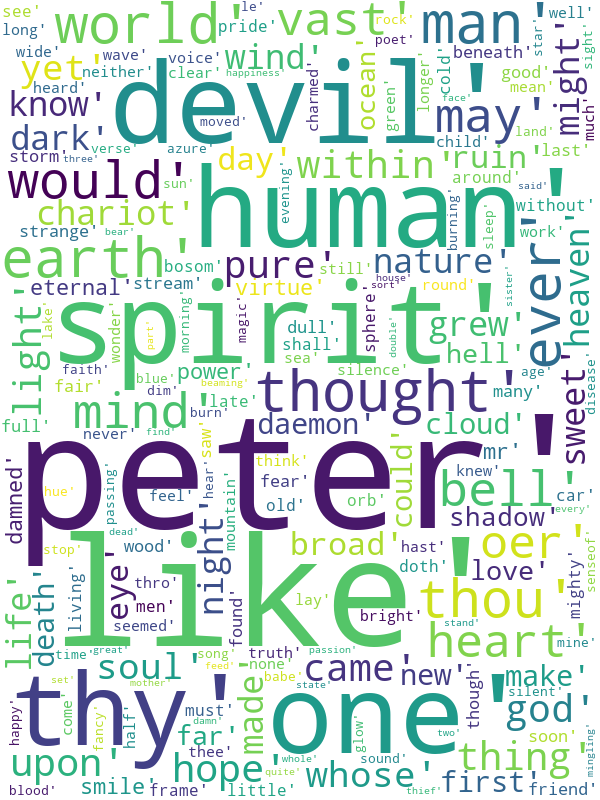 see' world' vast' le' rock' man' well'
long' pride' poet'
yet' wide' wave' voice' wind' ocean' beneath' star' sight'
neither' clear' happiness' good'
know' heard' devil' charmed' green' longer' cold' mean' might' much'
dark' moved' may' child' land'
storm' verse' azure' day' within' ruin' last'
three' face'
would' sun' human' around'
chariot' evening' burning' sleep' said' without'
strange' bear' ever' work' heaven'
earth' bosom' pure' still' nature' house' sort'
eternal' stream' virtue' round' sister'
light' lake' wonder' part' morning' spirit' magic' sphere' double' grew'
dull' shall' sea' hell'
faith' blue' power' silence' age' disease'
fair' dim' beaming' thought' many' sweet'
full' mind' burn' late' daemon' cloud'
never' find' saw' peter' could' mr'
damned' hue' passing' feel' hear' mountain' think' fear' knew' bell' car'
old' orb' every'
stop' dead' night' shadow'
wood' broad' hast' oer' senseof'
life' death' living' eye' thro' like' doth' love' mighty'
men' lay' bright' thou'
seemed' found' stand' mine'
time' great' song' truth' none' passion' heart'
soul' came' new' though' make'
set' mother' feed' babe' state' silent'
happy' come' thy' damn' made' one' god'
fancy' half' must' far' thee' glow' two' soon' mingling'
upon' hope' whole' sound' thing'
quite' whose' first'
blood' smile' frame' little' thief' friend'